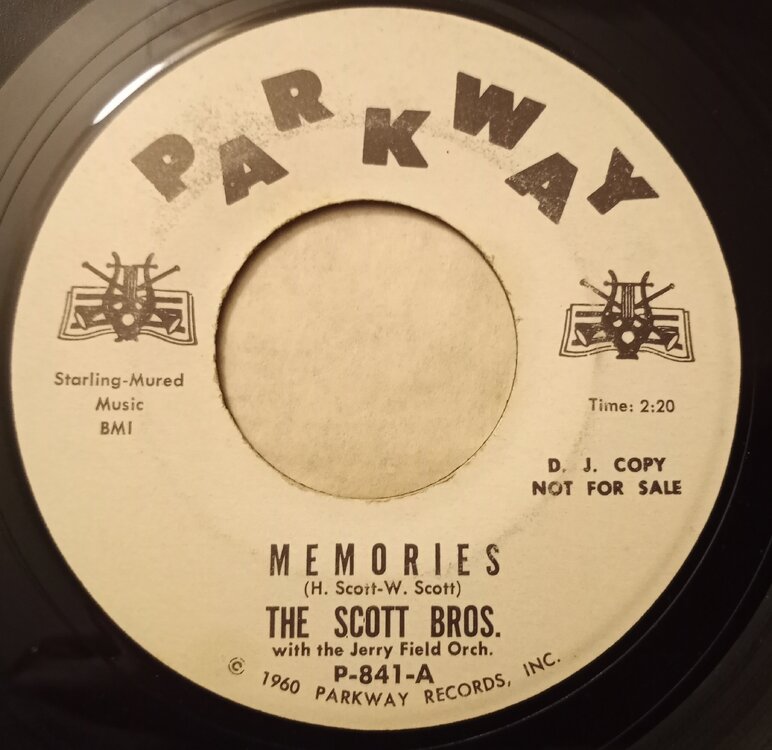 PARKWAY
Starling-Mured
Music
BMI
Time: 2:20
D. J. COPY
NOT FOR SALE
MEMORIES
(H. Scott-W. Scott)
THE SCOTT BROS.
with the Jerry Field Orch.
P-841-A
© 1960 PARKWAY RECORDS, INC.